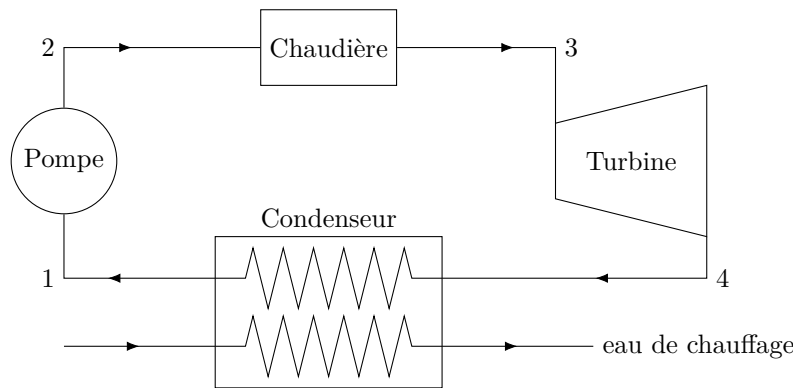 2
Chaudière
3
Pompe
Turbine
Condenseur
1
4
eau de chauffage